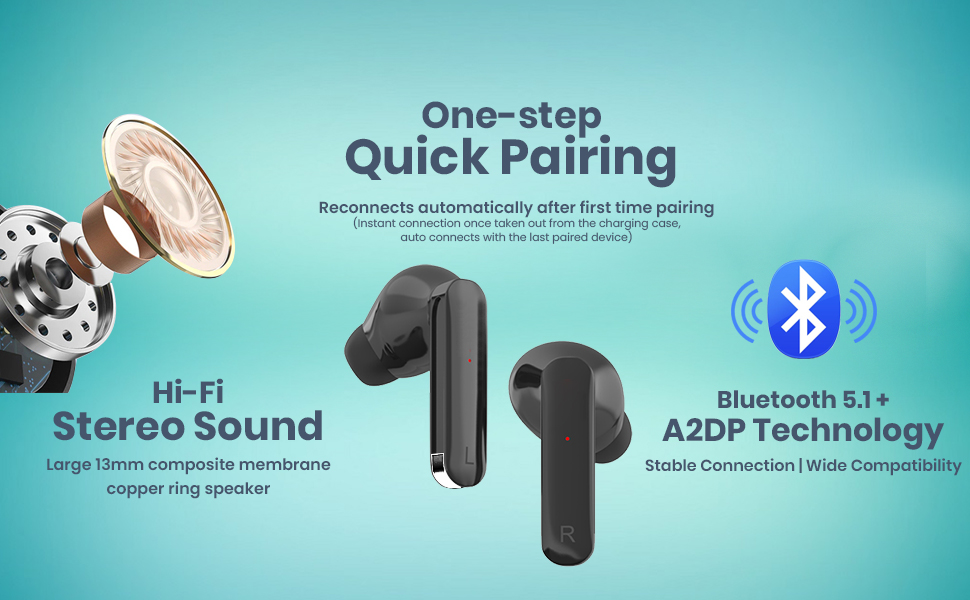 One-step
Quick Pairing
Reconnects automatically after first time pairing
(Instant connection once taken out from the charging case,
auto connects with the last paired device)
Hi-Fi
Stereo Sound
Large 13mm composite membrane
copper ring speaker
L
R
Bluetooth 5.1 +
A2DP Technology
Stable Connection | Wide Compatibility